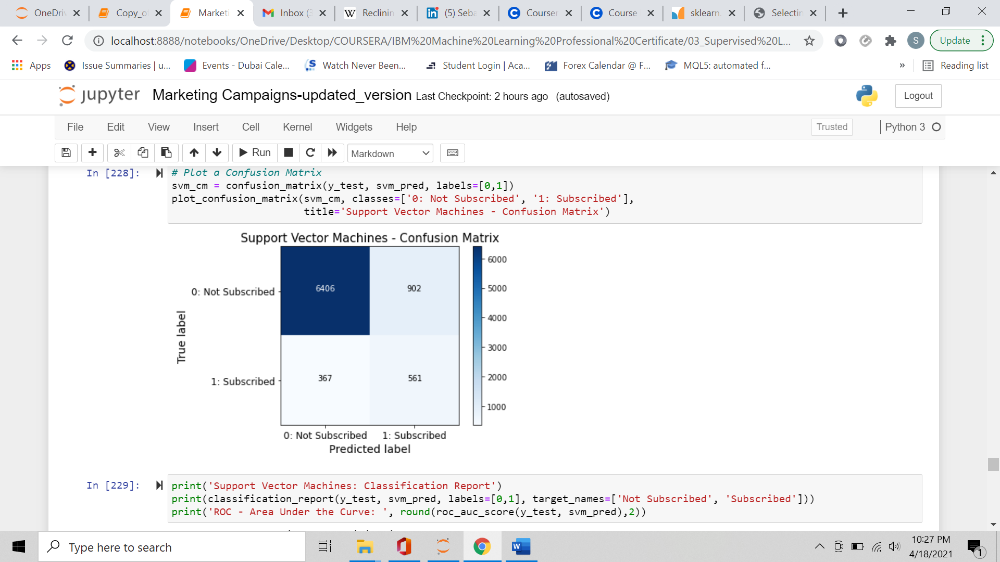 OneDri
Copy_o
Marketi
Inbox (3
Reclinin
(5) Seba
Courser
Course
sklearn.
Selectin
localhost:8888/notebooks/OneDrive/Desktop/COURSERA/IBM%20Machine%20Learning%20Professional%20Certificate/03_Supervised%20L...
S
Update
Apps
Issue Summaries | u...
Events - Dubai Cale...
Watch Never Been...
Student Login | Aca...
Forex Calendar @ F...
MQL5: automated f...
»
Reading list
jupyter Marketing Campaigns-updated_version Last Checkpoint: 2 hours ago (autosaved)
Logout
File Edit View Insert Cell Kernel Widgets Help
Trusted
Python 3
Run
Markdown
In [228]:
# Plot a Confusion Matrix
svm_cm = confusion_matrix(y_test, svm_pred, labels=[0,1])
plot_confusion_matrix(svm_cm, classes=['0: Not Subscribed', '1: Subscribed'],
title='Support Vector Machines - Confusion Matrix')
Support Vector Machines - Confusion Matrix
True label
0: Not Subscribed
6406 902
1: Subscribed
367 561
0: Not Subscribed 1: Subscribed
Predicted label
6000
5000
4000
3000
2000
1000
In [229]:
print('Support Vector Machines: Classification Report')
print(classification_report(y_test, svm_pred, labels=[0,1], target_names=['Not Subscribed', 'Subscribed']))
print('ROC - Area Under the Curve: ', round(roc_auc_score(y_test, svm_pred),2))
Type here to search
W
10:27 PM
4/18/2021
1